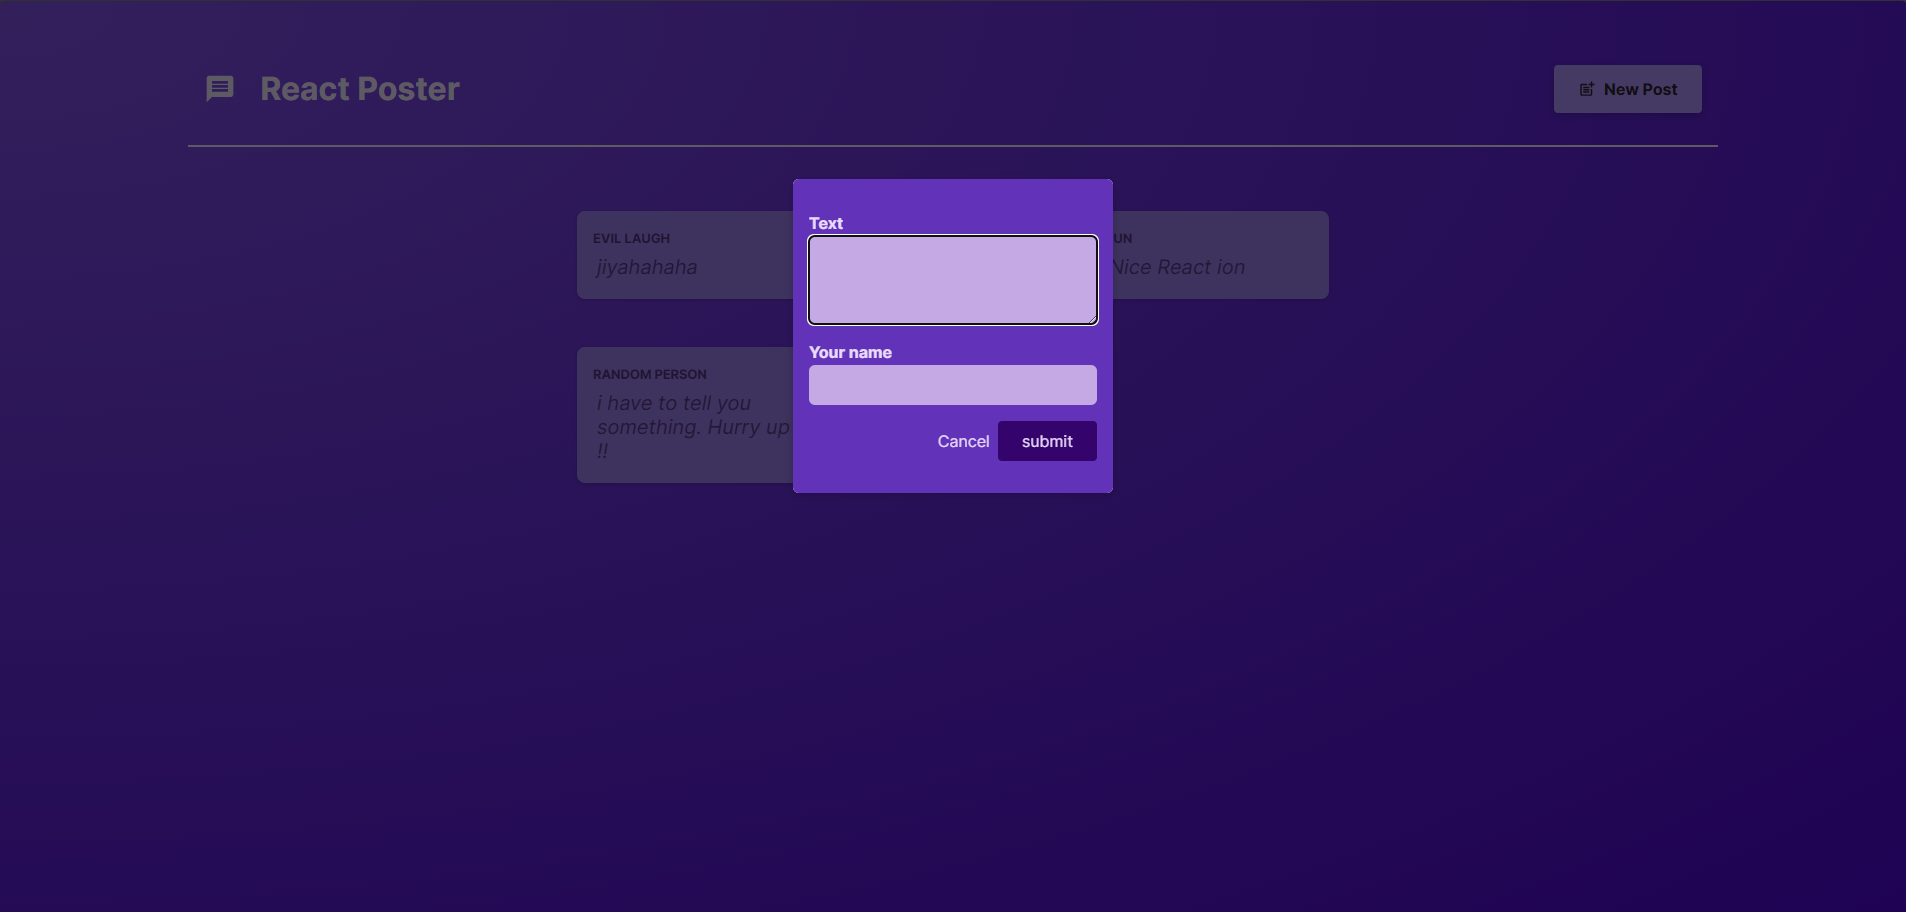 React Poster
New Post
EVIL LAUGH
jiyahahaha
UN
Nice React ion
RANDOM PERSON
i have to tell you
something. Hurry up
!!
Text
Your name
Cancel
submit